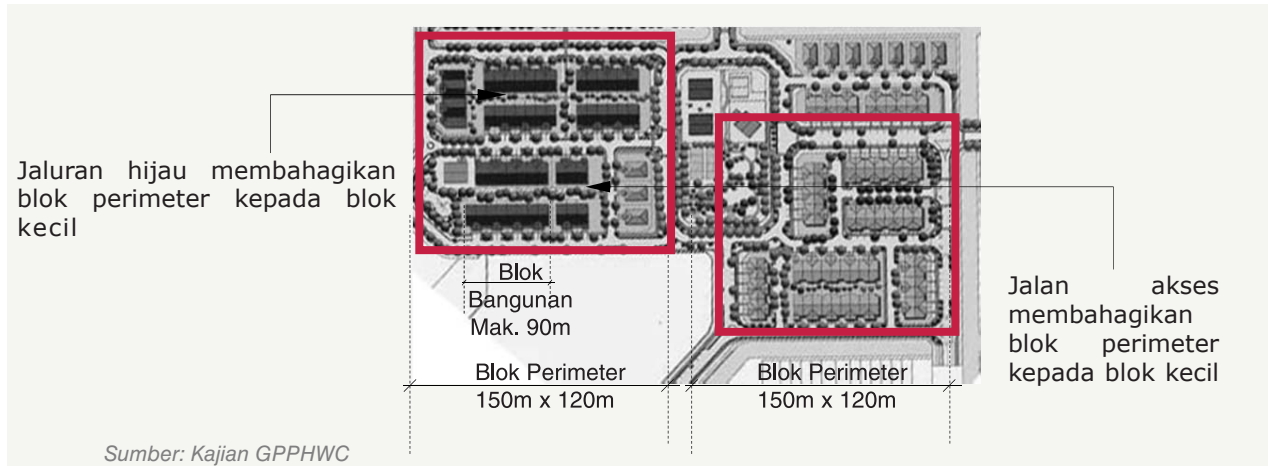 Jaluran hijau membahagikan
blok perimeter kepada blok
kecil
Blok
Bangunan
Mak. 90m
Blok Perimeter
150m x 120m
Blok Perimeter
150m x 120m
Jalan akses
membahagikan
blok perimeter
kepada blok kecil
Sumber: Kajian GPPHWC